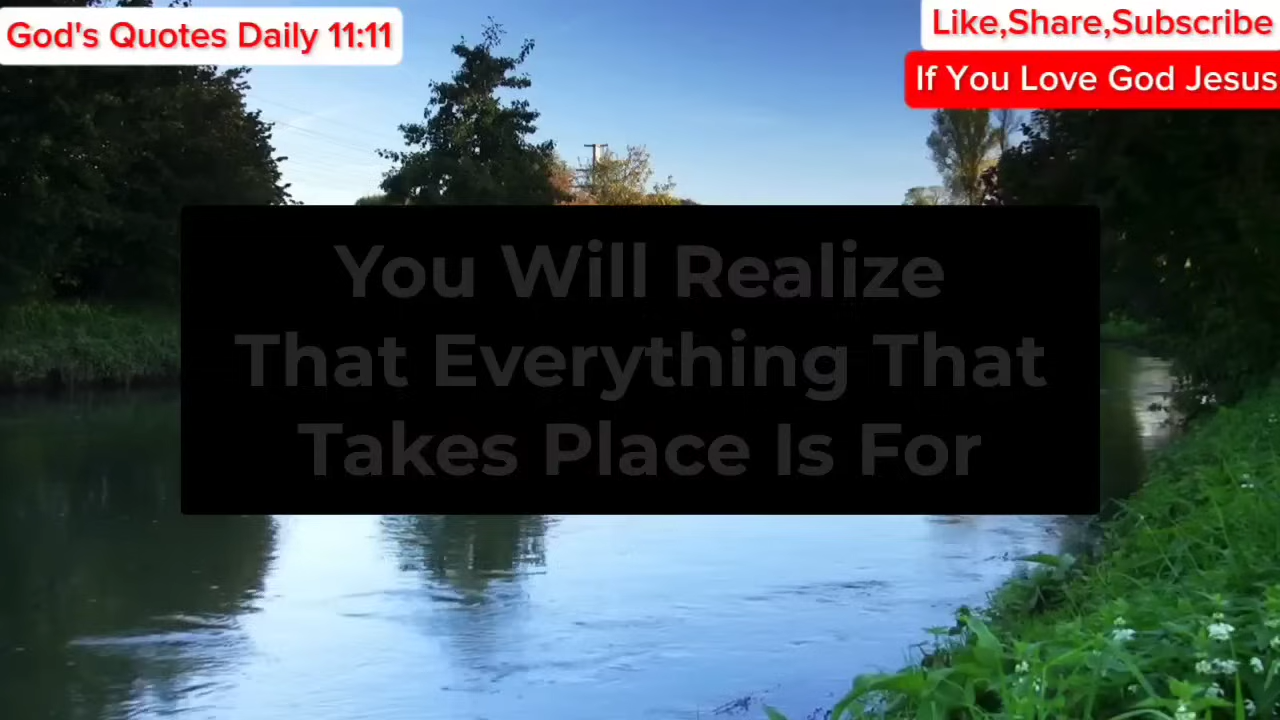 God's Quotes Daily 11:11
Like,Share,Subscribe
If You Love God Jesus
You Will Realize
That Everything That
Takes Place Is For